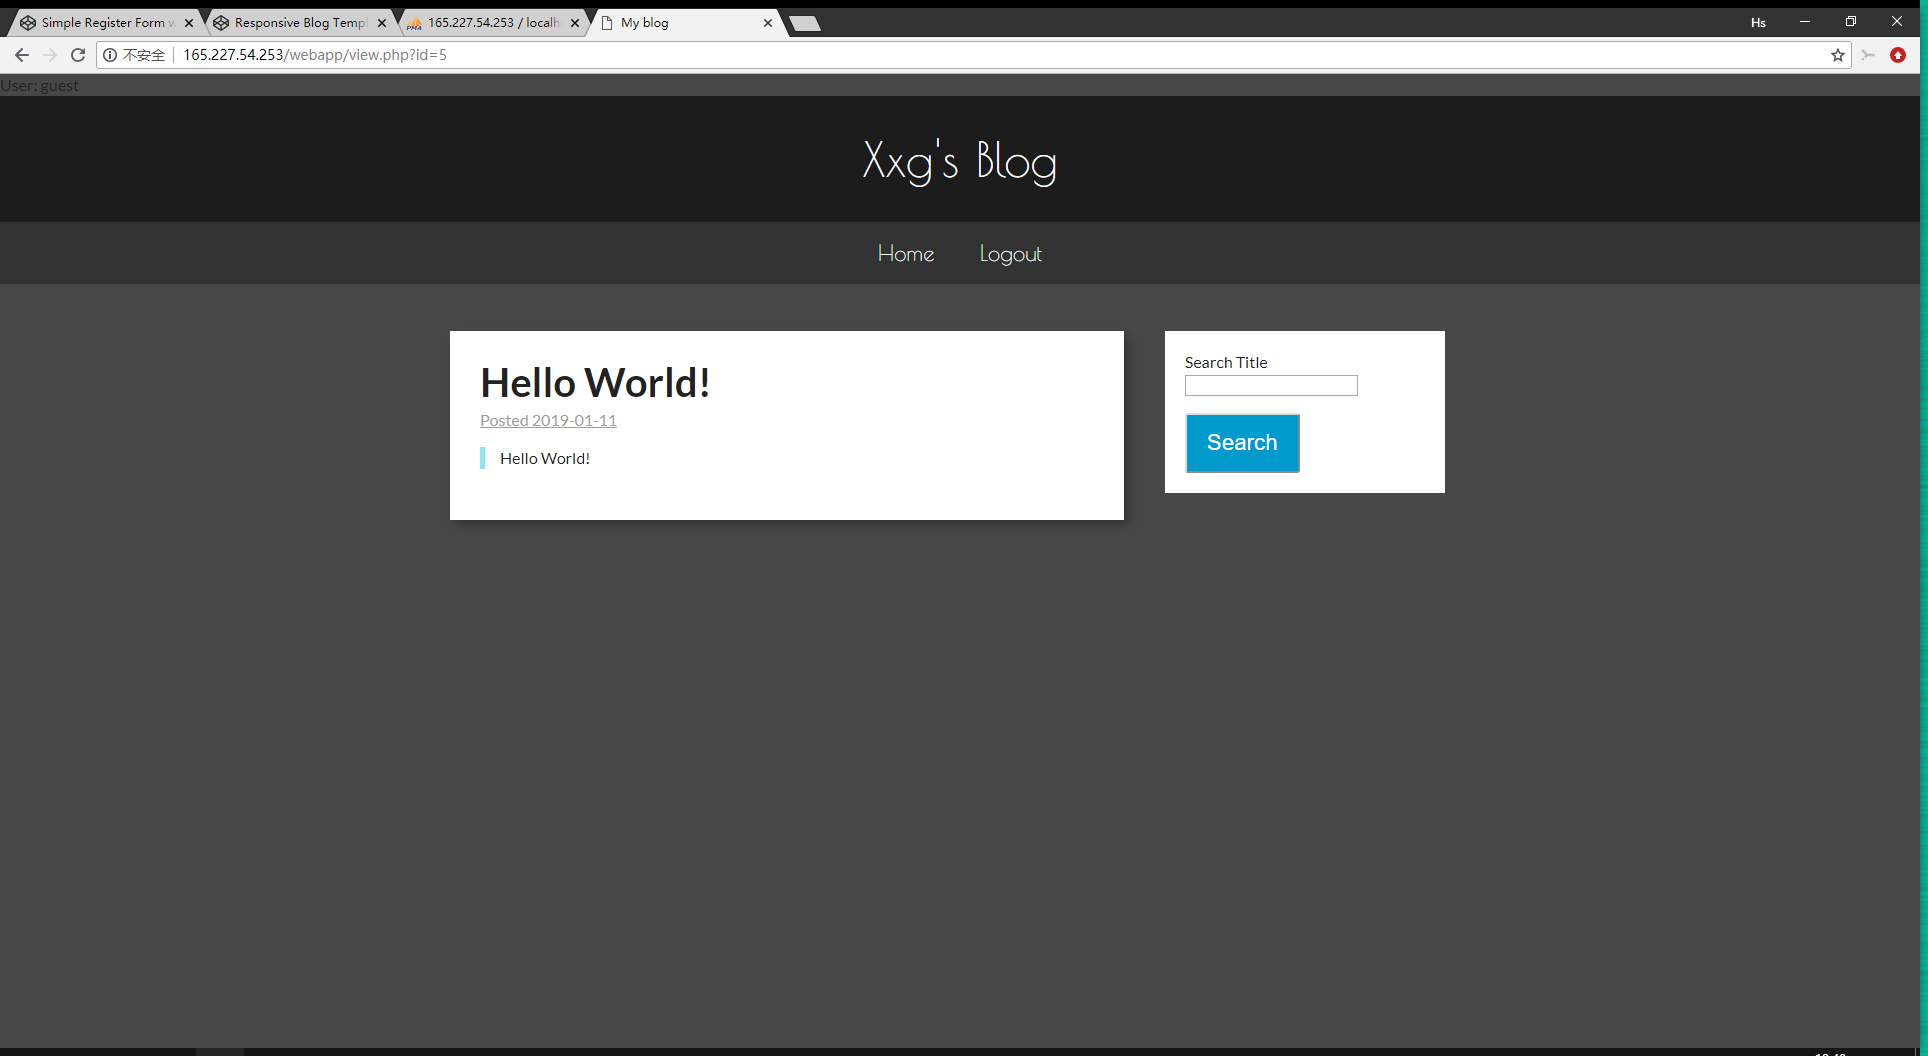 Simple Register Form w
Responsive Blog Templ
165.227.54.253 / localh
My blog
Hs
不安全
165.227.54.253/webapp/view.php?id=5
User: guest
Xxg's Blog
Home
Logout
Hello World!
Posted 2019-01-11
Hello World!
Search Title
Search